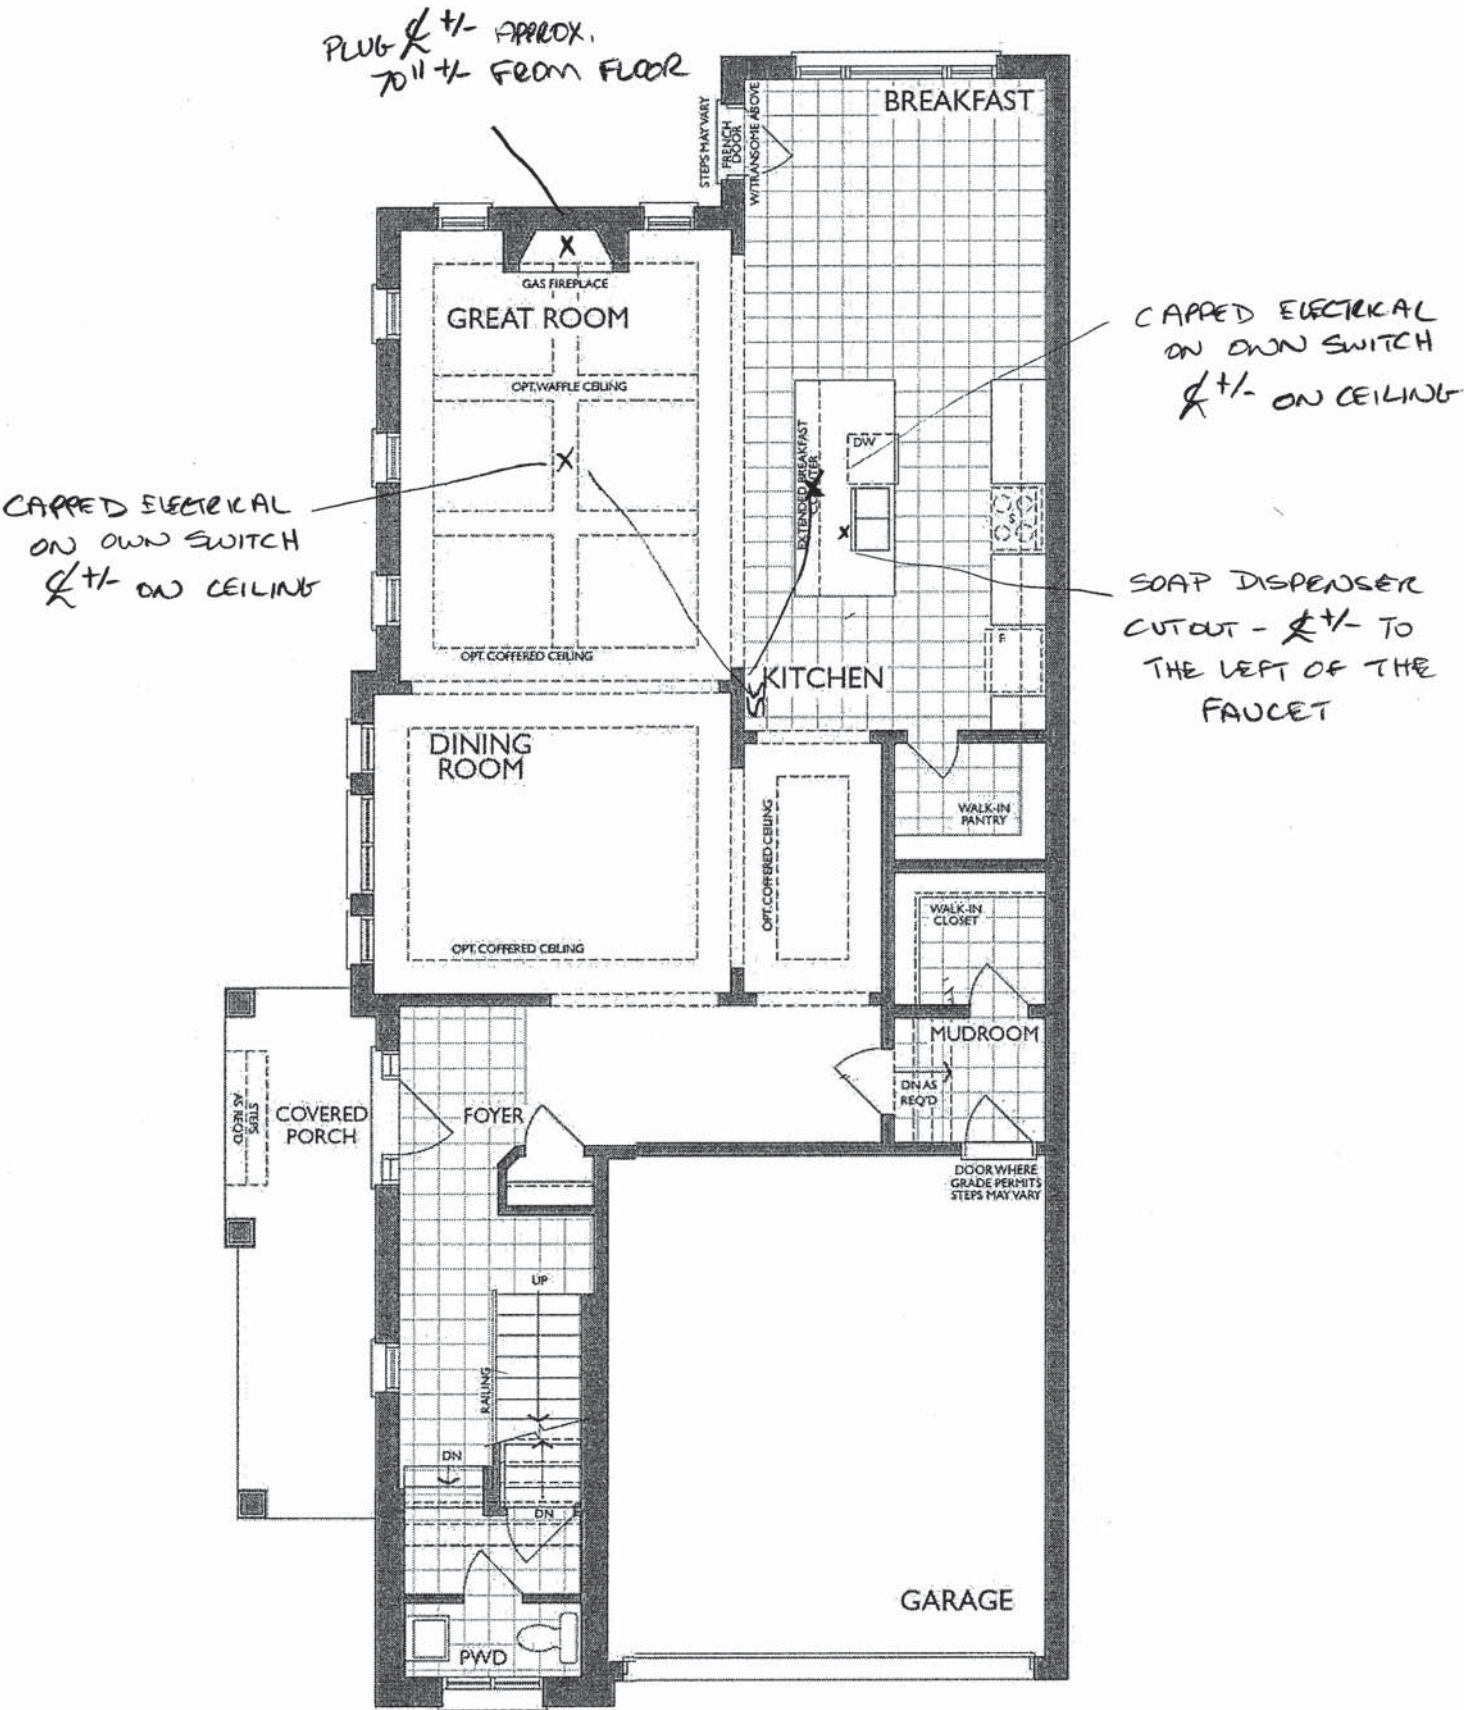 PLUG ℄ +/- APPROX.
70" +/- FROM FLOOR
BREAKFAST
STEPS MAY VARY
FRENCH
DOOR
W/TRANSOME ABOVE
GAS FIREPLACE
GREAT ROOM
OPT. WAFFLE CEILING
CAPPED ELECTRICAL
ON OWN SWITCH
℄ +/- ON CEILING
DW
EXTENDED BREAKFAST
CAPPED ELECTRICAL
ON OWN SWITCH
℄ +/- ON CEILING
S
SOAP DISPENSER
CUTOUT - ℄ +/- TO
THE LEFT OF THE
FAUCET
F
OPT. COFFERED CEILING
KITCHEN
DINING
ROOM
WALK-IN
PANTRY
OPT. COFFERED CEILING
WALK-IN
CLOSET
OPT. COFFERED CEILING
MUDROOM
DN AS
REQ'D
STEPS
AS REQ'D
COVERED
PORCH
FOYER
DOOR WHERE
GRADE PERMITS
STEPS MAY VARY
UP
RAILING
DN
DN
GARAGE
PWD